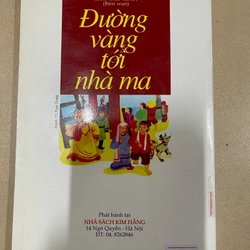 (Biên soạn)
Đường
vàng
tới
nhà ma
Phát hành tại
NHÀ SÁCH KIM HẰNG
14 Ngô Quyền - Hà Nội
ĐT: 04. 8262846